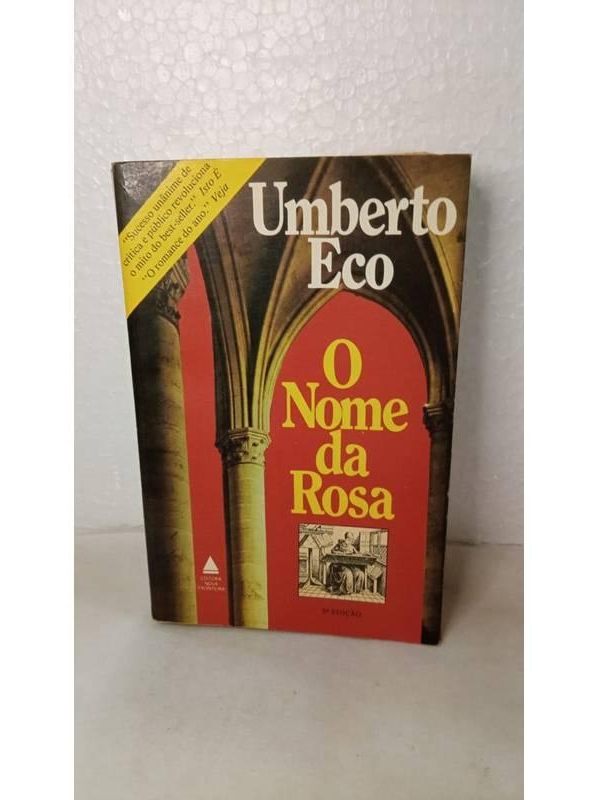 "Sucesso unânime de
crítica e público revoluciona
o mito do best-seller." Isto É
"O romance do ano." Veja
Umberto
Eco
O
Nome
da
Rosa
EDITORA
NOVA
FRONTEIRA
EDIÇÃO